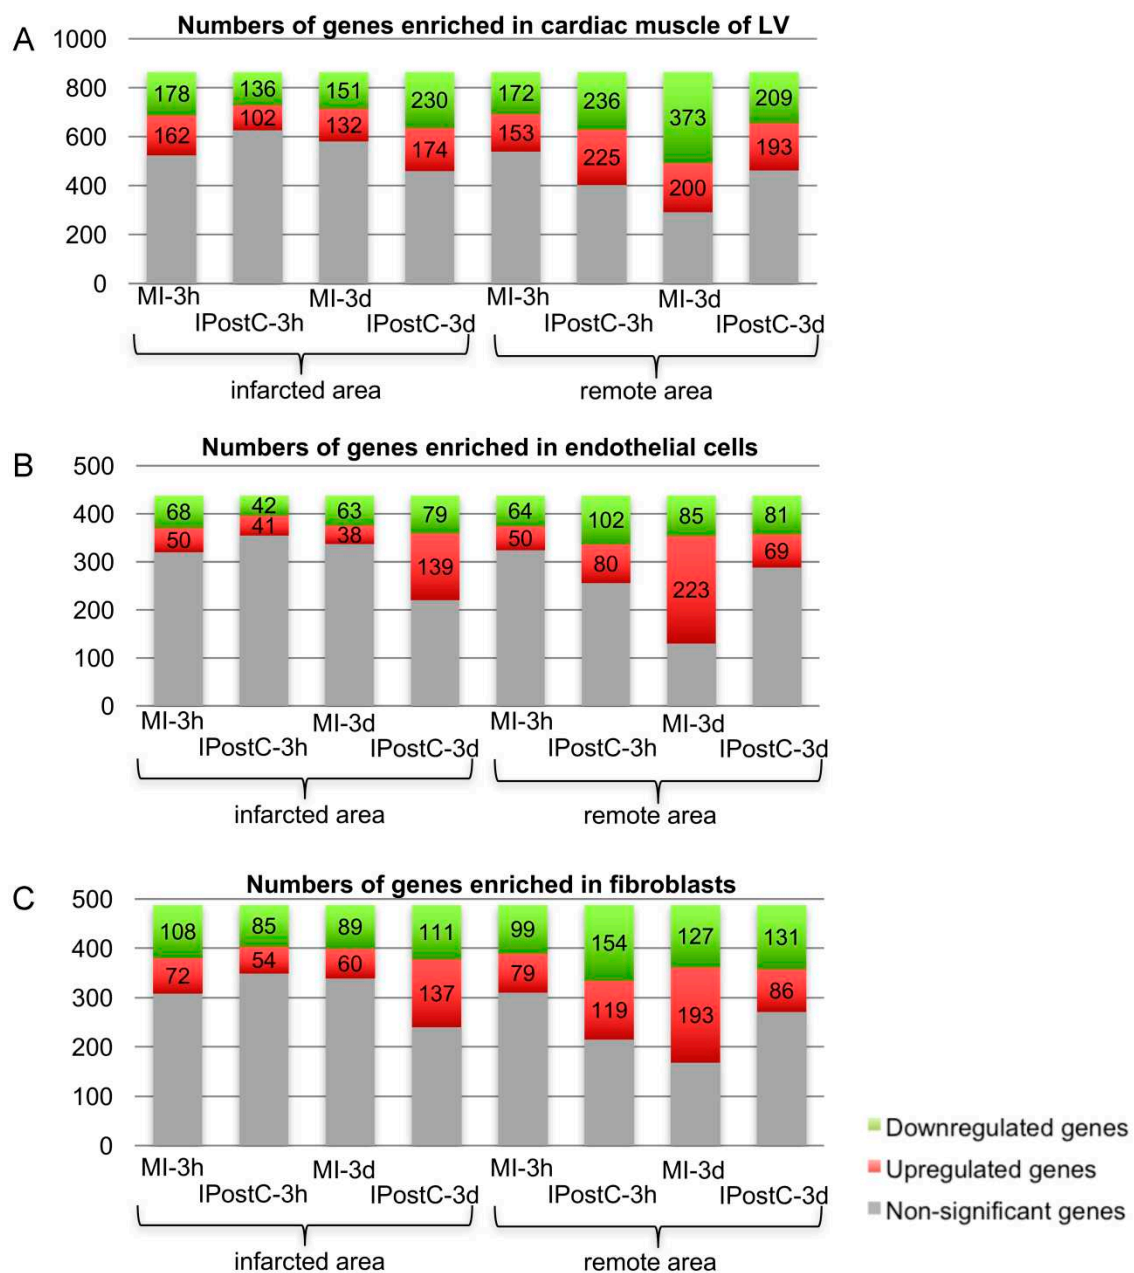 A
Numbers of genes enriched in cardiac muscle of LV
1000
800
600
400
200
0
178 136 151 230 172 236 373 209
162 102 132 174 153 225 200 193
MI-3h MI-3d MI-3h MI-3d
IPostC-3h IPostC-3d IPostC-3h IPostC-3d
infarcted area remote area
B
Numbers of genes enriched in endothelial cells
500
400
300
200
100
0
68 42 63 79 64 102 85 81
50 41 38 139 50 80 223 69
MI-3h MI-3d MI-3h MI-3d
IPostC-3h IPostC-3d IPostC-3h IPostC-3d
infarcted area remote area
C
Numbers of genes enriched in fibroblasts
500
400
300
200
100
0
108 85 89 111 99 154 127 131
72 54 60 137 79 119 193 86
MI-3h MI-3d MI-3h MI-3d
IPostC-3h IPostC-3d IPostC-3h IPostC-3d
infarcted area remote area
Downregulated genes
Upregulated genes
Non-significant genes